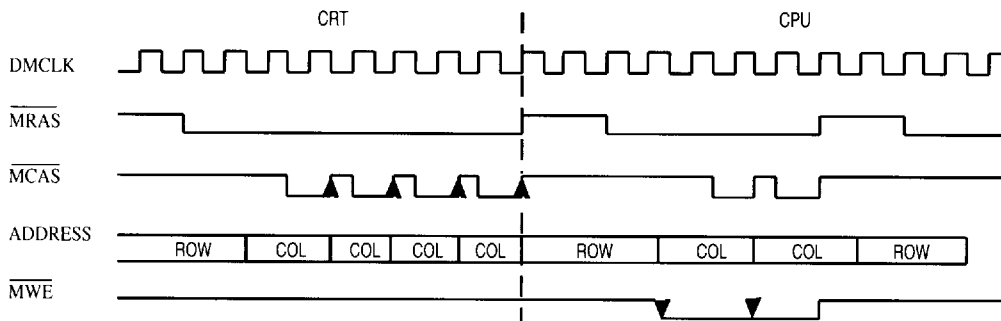 CRT CPU
DMCLK
MRAS
MCAS
ADDRESS ROW COL COL COL COL ROW COL COL ROW
MWE